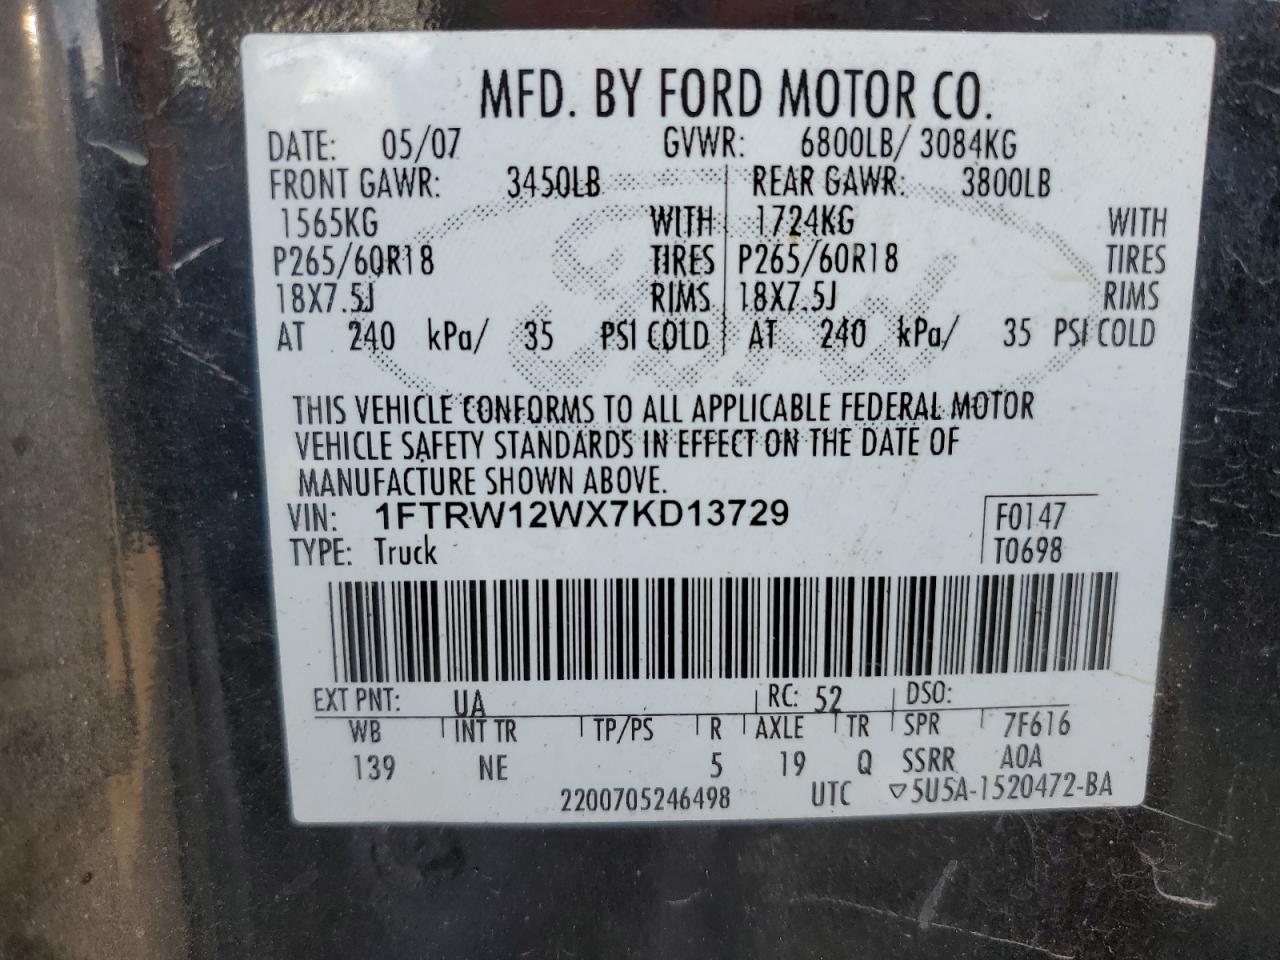 MFD. BY FORD MOTOR CO.
DATE: 05/07 GVWR: 6800LB/ 3084KG
FRONT GAWR: 3450LB REAR GAWR: 3800LB
1565KG WITH 1724KG WITH
P265/60R18 TIRES P265/60R18 TIRES
18X7.5J RIMS 18X7.5J RIMS
AT 240 kPa/ 35 PSI COLD AT 240 kPa/ 35 PSI COLD
THIS VEHICLE CONFORMS TO ALL APPLICABLE FEDERAL MOTOR
VEHICLE SAFETY STANDARDS IN EFFECT ON THE DATE OF
MANUFACTURE SHOWN ABOVE.
VIN: 1FTRW12WX7KD13729 F0147
TYPE: Truck T0698
EXT PNT: UA RC: 52 DSO:
WB INT TR TP/PS R AXLE TR SPR 7F616
139 NE 5 19 Q SSRR A0A
2200705246498 UTC ▽5U5A-1520472-BA